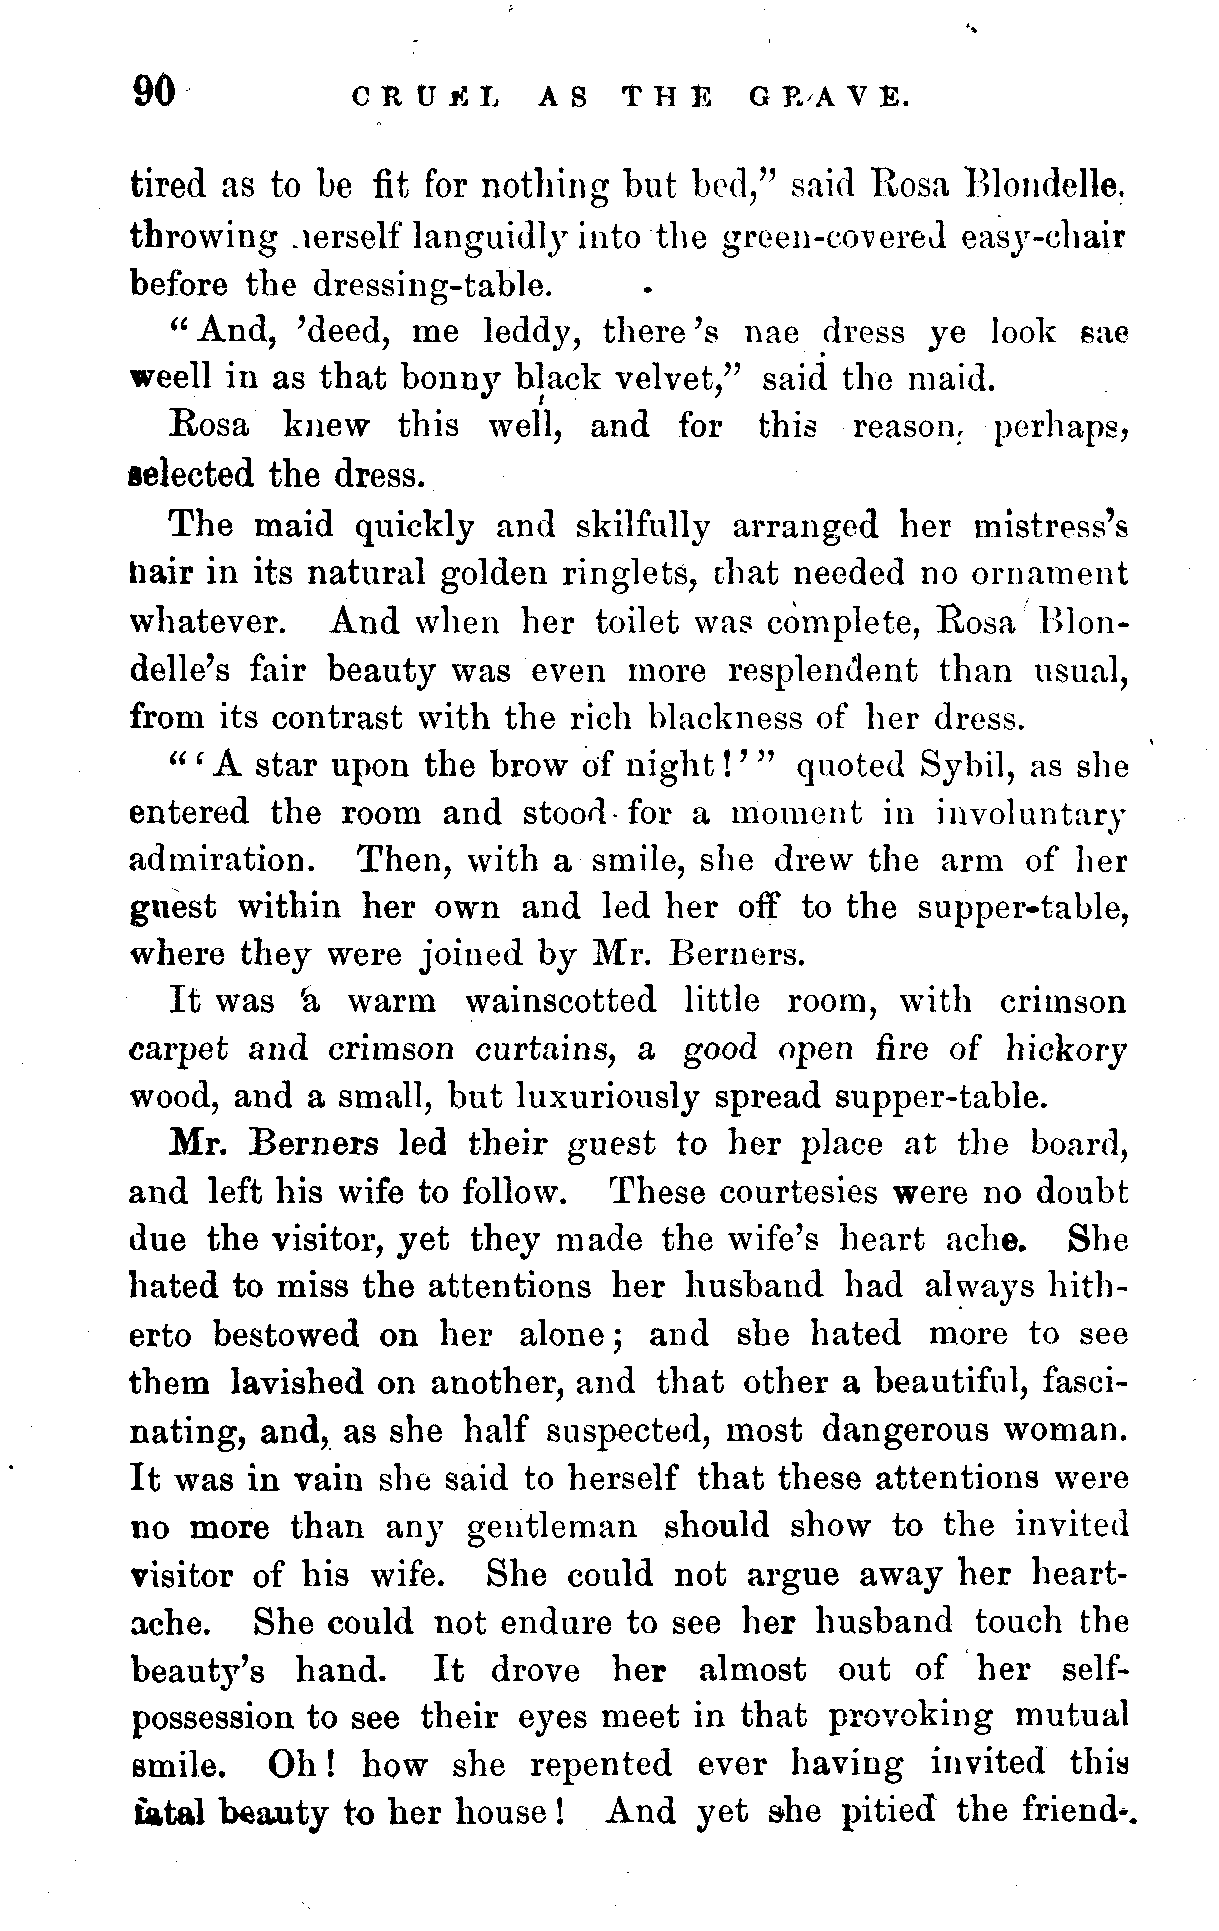 90 CRUEL AS THE GRAVE.
tired as to be fit for nothing but bed," said Rosa Blondelle,
throwing herself languidly into the green-covered easy-chair
before the dressing-table.
"And, 'deed, me leddy, there's nae dress ye look sae
weell in as that bonny black velvet," said the maid.
Rosa knew this well, and for this reason, perhaps,
selected the dress.
The maid quickly and skilfully arranged her mistress's
hair in its natural golden ringlets, that needed no ornament
whatever. And when her toilet was complete, Rosa Blon-
delle's fair beauty was even more resplendent than usual,
from its contrast with the rich blackness of her dress.
"'A star upon the brow of night!'" quoted Sybil, as she
entered the room and stood for a moment in involuntary
admiration. Then, with a smile, she drew the arm of her
guest within her own and led her off to the supper-table,
where they were joined by Mr. Berners.
It was a warm wainscotted little room, with crimson
carpet and crimson curtains, a good open fire of hickory
wood, and a small, but luxuriously spread supper-table.
Mr. Berners led their guest to her place at the board,
and left his wife to follow. These courtesies were no doubt
due the visitor, yet they made the wife's heart ache. She
hated to miss the attentions her husband had always hith-
erto bestowed on her alone; and she hated more to see
them lavished on another, and that other a beautiful, fasci-
nating, and, as she half suspected, most dangerous woman.
It was in vain she said to herself that these attentions were
no more than any gentleman should show to the invited
visitor of his wife. She could not argue away her heart-
ache. She could not endure to see her husband touch the
beauty's hand. It drove her almost out of her self-
possession to see their eyes meet in that provoking mutual
smile. Oh! how she repented ever having invited this
fatal beauty to her house! And yet she pitied the friend-